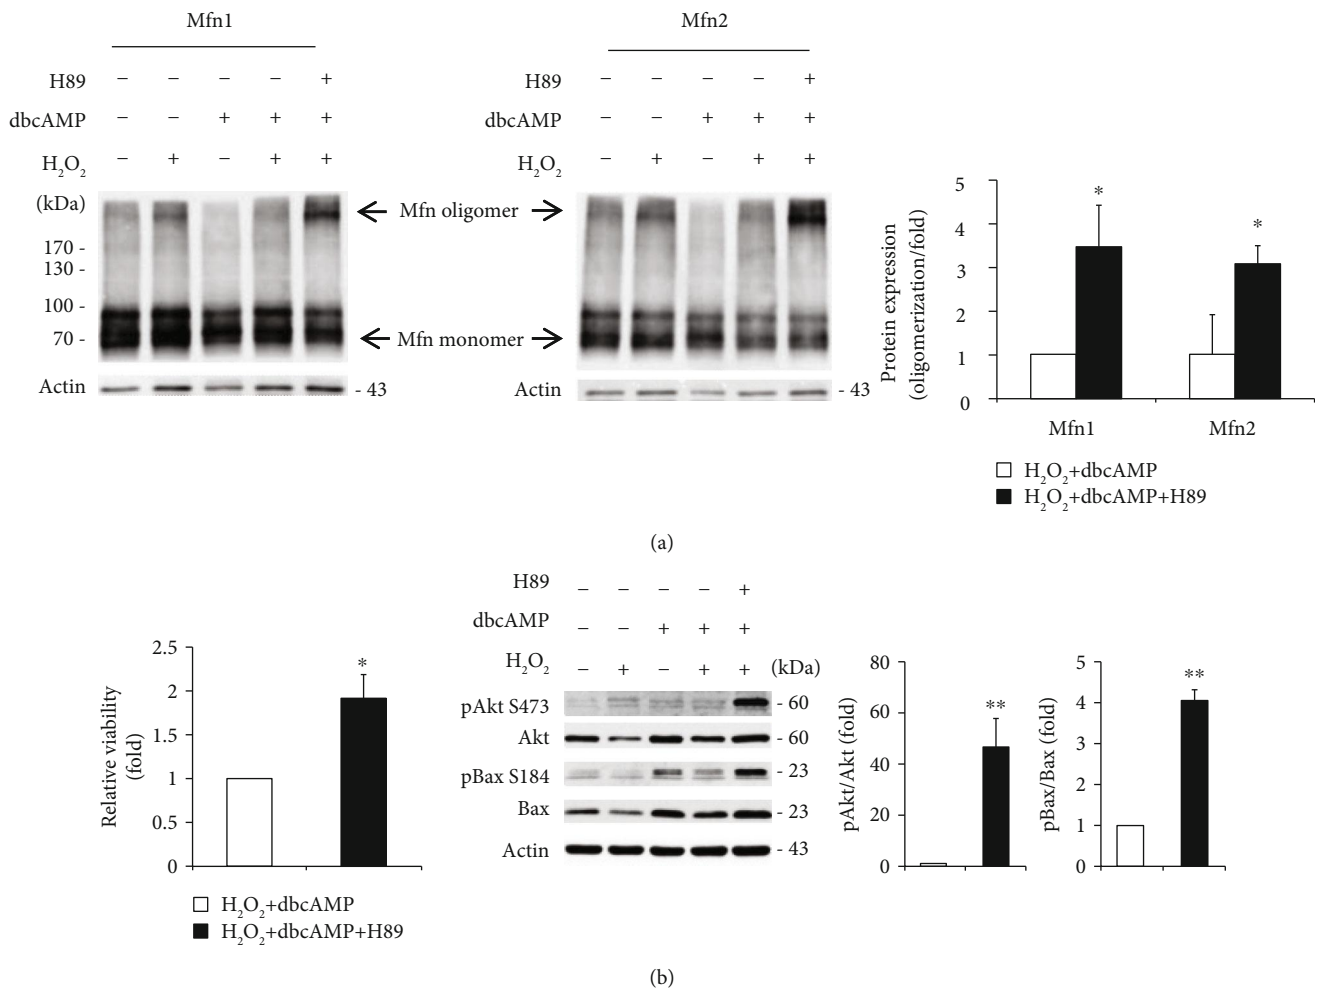 Mfn1
H89 − − − − +
dbcAMP − − + + +
H₂O₂ − + − + +
(kDa)
170 -
130 -
100 -
70 -
Actin
- 43
Mfn oligomer
Mfn monomer
Mfn2
H89 − − − − +
dbcAMP − − + + +
H₂O₂ − + − + +
Actin
- 43
Protein expression
(oligomerization/fold)
5
4
3
2
1
0
*
*
Mfn1 Mfn2
H₂O₂+dbcAMP
H₂O₂+dbcAMP+H89
(a)
Relative viability
(fold)
2.5
2
1.5
1
0.5
0
*
H₂O₂+dbcAMP
H₂O₂+dbcAMP+H89
H89 − − − − +
dbcAMP − − + + +
H₂O₂ − + − + + (kDa)
pAkt S473 - 60
Akt - 60
pBax S184 - 23
Bax - 23
Actin - 43
pAkt/Akt (fold)
80
60
40
20
0
**
pBax/Bax (fold)
5
4
3
2
1
0
**
(b)